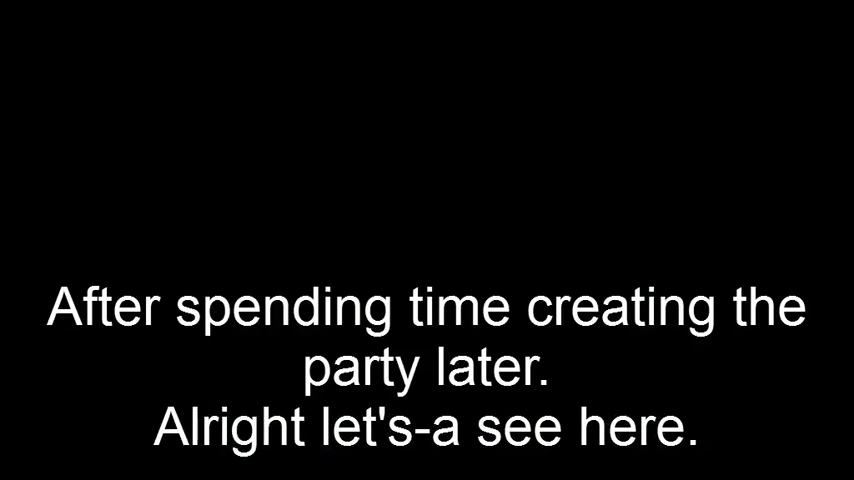 After spending time creating the
party later.
Alright let's-a see here.